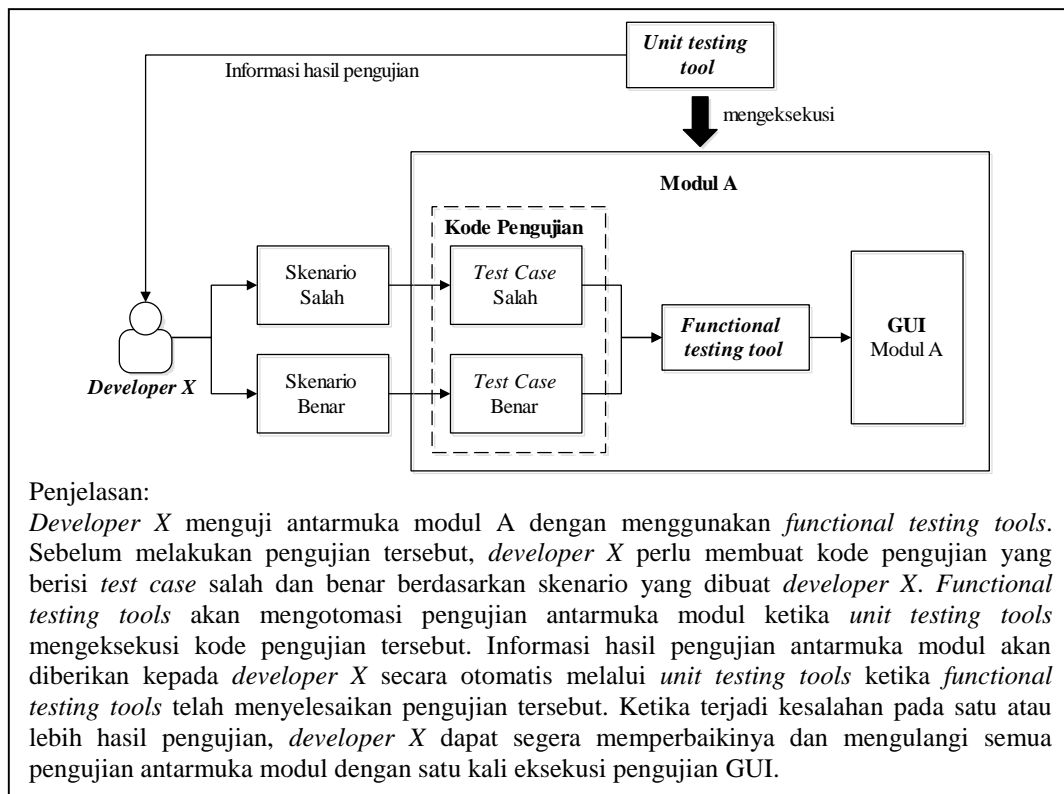 Unit testing
tool
Informasi hasil pengujian
mengeksekusi
Modul A
Kode Pengujian
Skenario
Salah
Test Case
Salah
Functional
testing tool
GUI
Modul A
Developer X
Skenario
Benar
Test Case
Benar
Penjelasan:
Developer X menguji antarmuka modul A dengan menggunakan functional testing tools.
Sebelum melakukan pengujian tersebut, developer X perlu membuat kode pengujian yang
berisi test case salah dan benar berdasarkan skenario yang dibuat developer X. Functional
testing tools akan mengotomasi pengujian antarmuka modul ketika unit testing tools
mengeksekusi kode pengujian tersebut. Informasi hasil pengujian antarmuka modul akan
diberikan kepada developer X secara otomatis melalui unit testing tools ketika functional
testing tools telah menyelesaikan pengujian tersebut. Ketika terjadi kesalahan pada satu atau
lebih hasil pengujian, developer X dapat segera memperbaikinya dan mengulangi semua
pengujian antarmuka modul dengan satu kali eksekusi pengujian GUI.